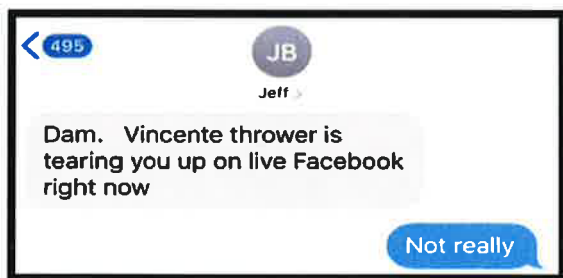 495
JB
Jeff >
Dam. Vincente thrower is
tearing you up on live Facebook
right now
Not really